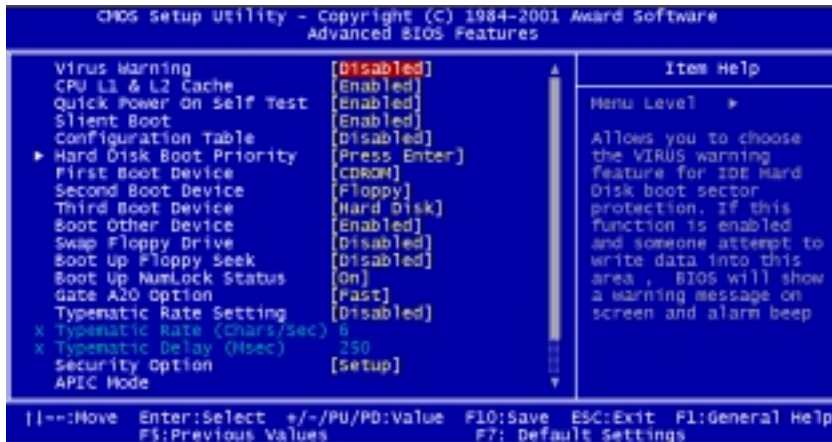 CMOS Setup Utility - Copyright (C) 1984-2001 Award Software
Advanced BIOS Features
Virus Warning [Disabled]
CPU L1 & L2 Cache [Enabled]
Quick Power On Self Test [Enabled]
Slient Boot [Enabled]
Configuration Table [Disabled]
► Hard Disk Boot Priority [Press Enter]
First Boot Device [CDROM]
Second Boot Device [Floppy]
Third Boot Device [Hard Disk]
Boot Other Device [Enabled]
Swap Floppy Drive [Disabled]
Boot Up Floppy Seek [Disabled]
Boot Up NumLock Status [On]
Gate A20 Option [Fast]
Typematic Rate Setting [Disabled]
x Typematic Rate (Chars/Sec) 6
x Typematic Delay (Msec) 250
Security Option [Setup]
APIC Mode
Item Help
Menu Level ►
Allows you to choose
the VIRUS warning
feature for IDE Hard
Disk boot sector
protection. If this
function is enabled
and someone attempt to
write data into this
area , BIOS will show
a warning message on
screen and alarm beep
↑↓←→:Move Enter:Select +/-/PU/PD:Value F10:Save ESC:Exit F1:General Help
F5:Previous Values F7: Default Settings